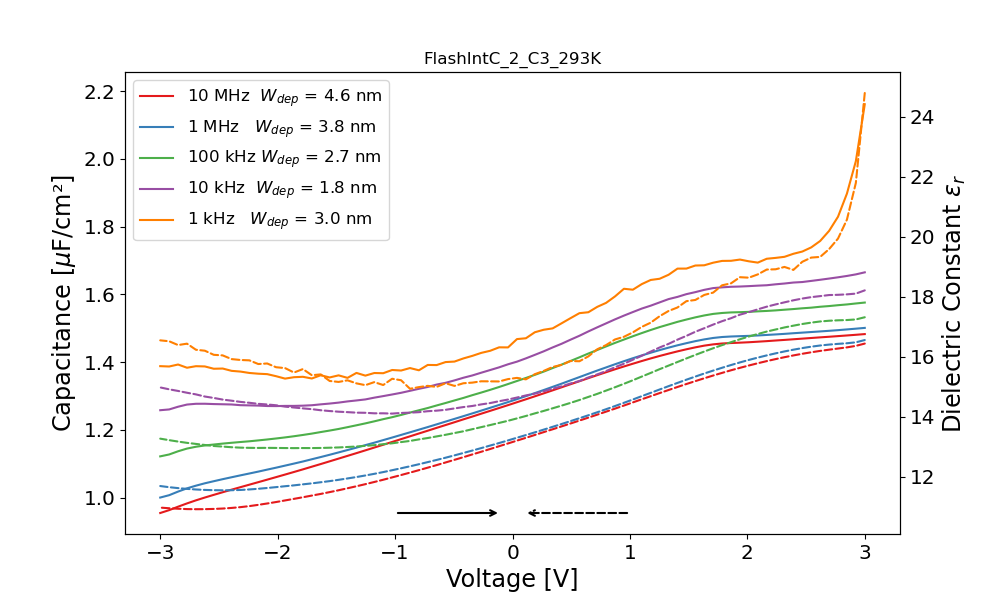 FlashIntC_2_C3_293K
10 MHz W_dep = 4.6 nm
1 MHz W_dep = 3.8 nm
100 kHz W_dep = 2.7 nm
10 kHz W_dep = 1.8 nm
1 kHz W_dep = 3.0 nm
Capacitance [μF/cm²]
2.2
2.0
1.8
1.6
1.4
1.2
1.0
Dielectric Constant ε_r
24
22
20
18
16
14
12
−3 −2 −1 0 1 2 3
Voltage [V]